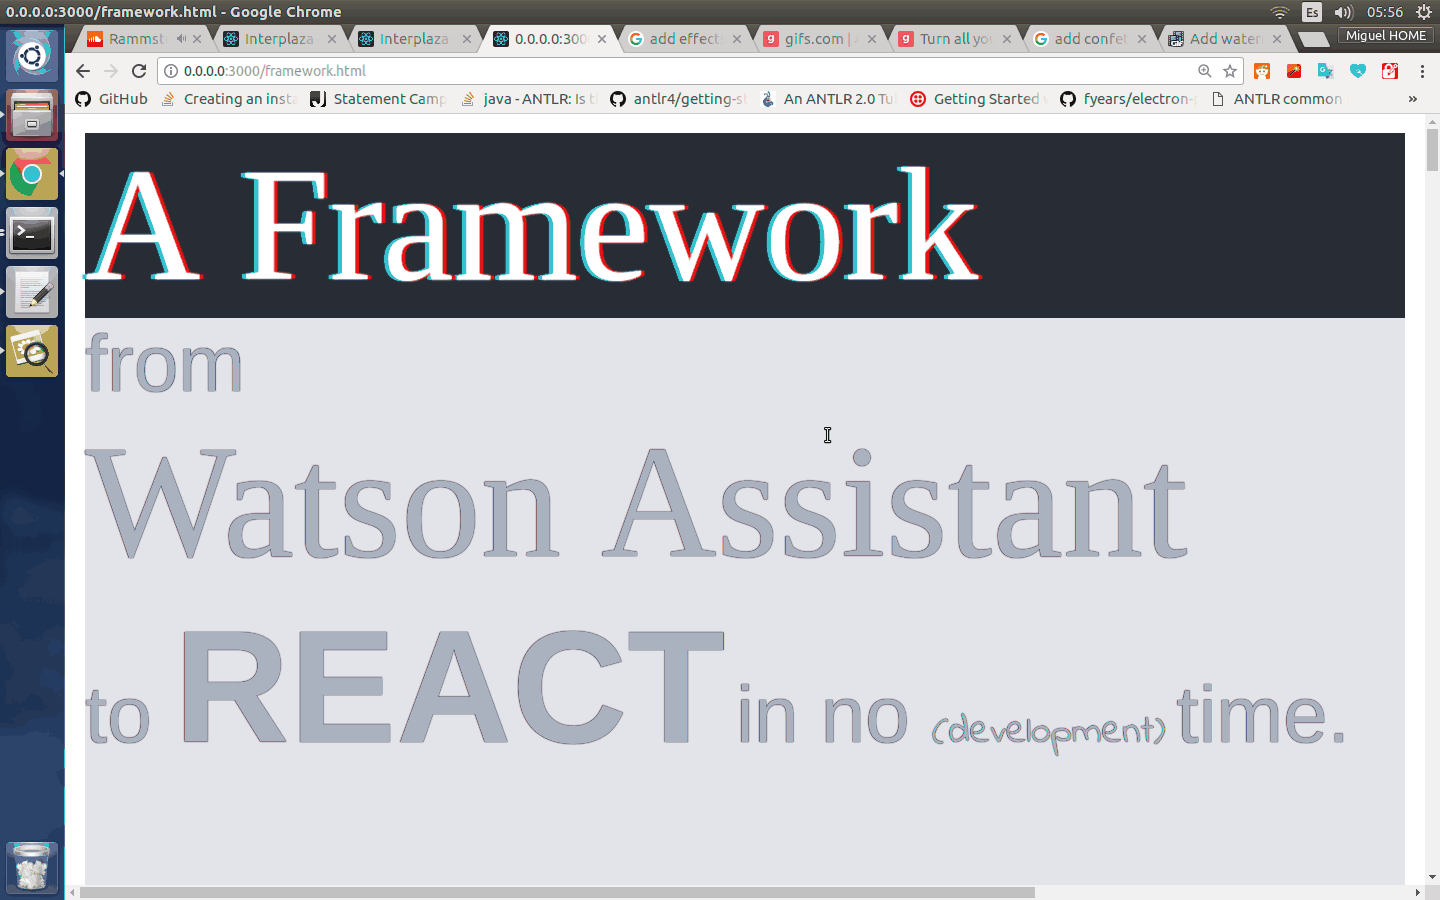 0.0.0.0:3000/framework.html - Google Chrome
Es
05:56
Rammst
Interplaza
Interplaza
0.0.0.0:300
add effect
gifs.com |
Turn all yo
add confet
Add water
Miguel HOME
0.0.0.0:3000/framework.html
GitHub
Creating an inst
Statement Camp
java - ANTLR: Is t
antlr4/getting-s
An ANTLR 2.0 Tu
Getting Started
fyears/electron-
ANTLR common
»
A Framework
from
Watson Assistant
to REACT in no (development) time.